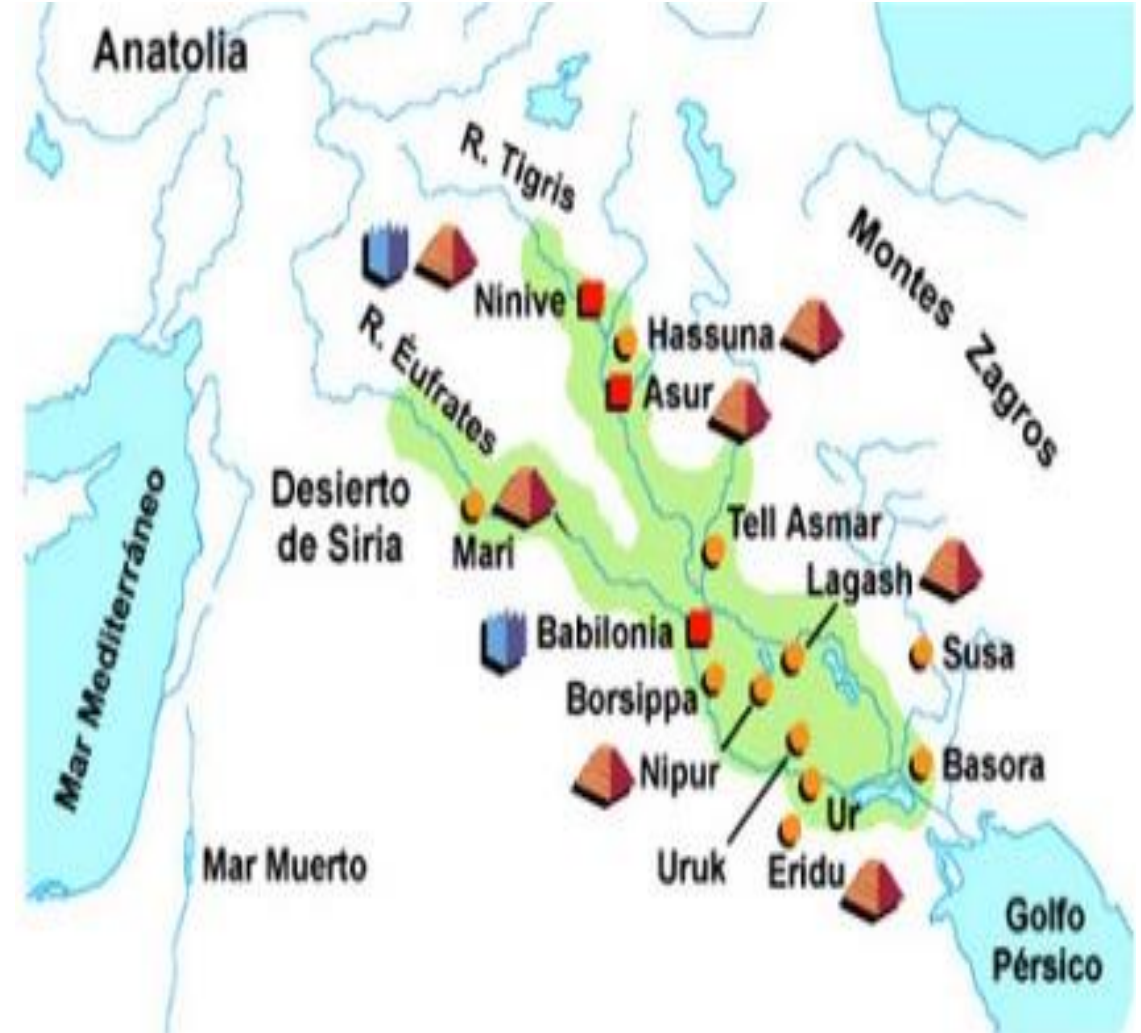 Anatolia
R. Tigris
Montes Zagros
Ninive
Hassuna
R. Éufrates
Asur
Desierto
de Siria
Mari
Tell Asmar
Lagash
Mar Mediterráneo
Babilonia
Susa
Borsippa
Nipur
Basora
Ur
Mar Muerto
Uruk
Eridu
Golfo
Pérsico